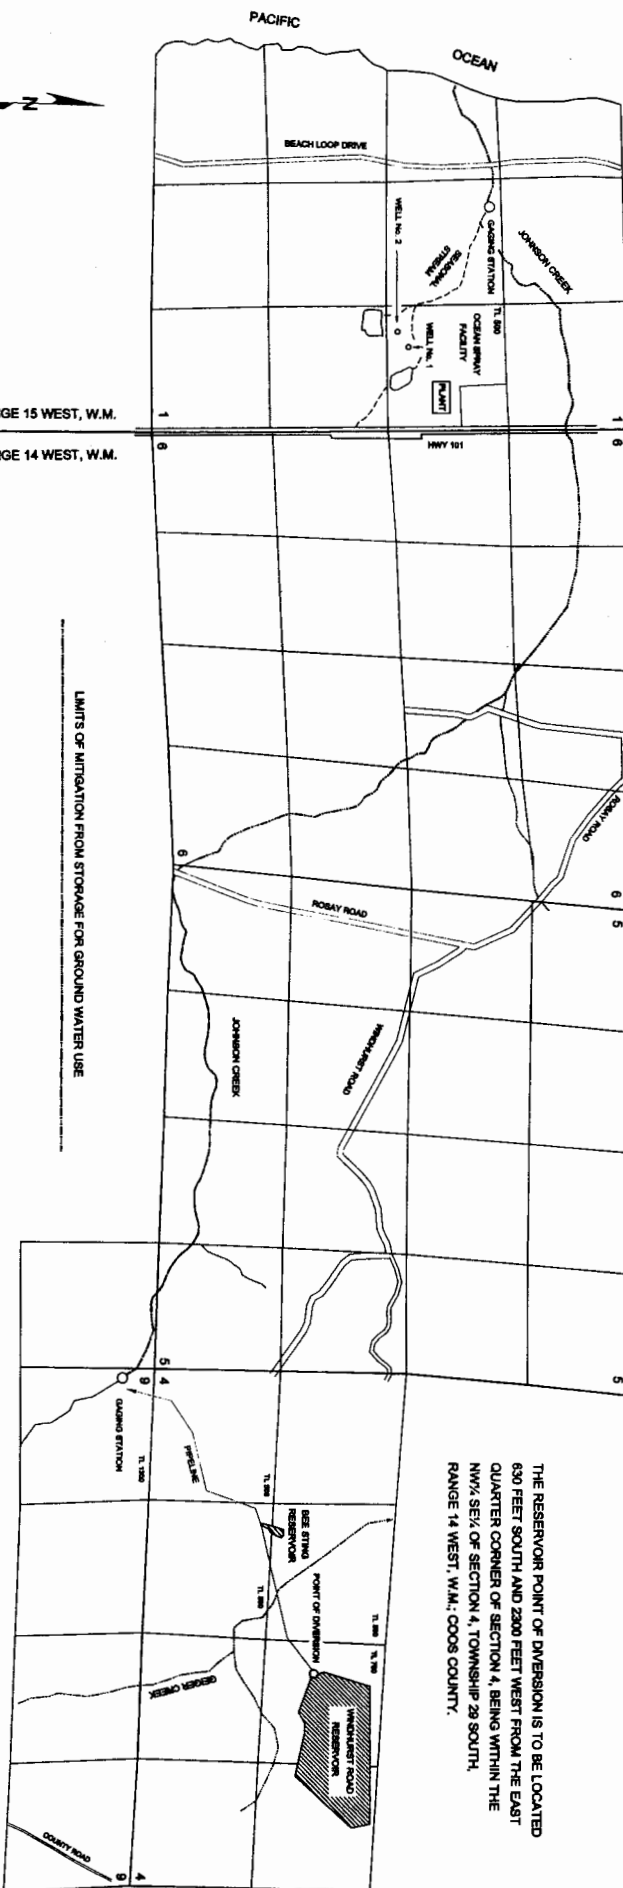 PACIFIC
OCEAN
N
BEACH LOOP DRIVE
WELL No. 2
GAGING STATION
JOHNSON CREEK
SEASONAL
STREAM
TL 500
OCEAN SPRAY
FACILITY
WELL No. 1
PLANT
GE 15 WEST, W.M.
1
1
GE 14 WEST, W.M.
6
6
HWY 101
LIMITS OF MITIGATION FROM STORAGE FOR GROUND WATER USE
ROSAY ROAD
6
6
5
ROSAY ROAD
WINDHURST ROAD
JOHNSON CREEK
5
5
4
9
GAGING STATION
TL 1300
PIPELINE
BEE STING
RESERVOIR
POINT OF DIVERSION
TL 700
GEIGER CREEK
WINDHURST ROAD
RESERVOIR
COUNTY ROAD
4
9
THE RESERVOIR POINT OF DIVERSION IS TO BE LOCATED
630 FEET SOUTH AND 2300 FEET WEST FROM THE EAST
QUARTER CORNER OF SECTION 4, BEING WITHIN THE
NW¼ SE¼ OF SECTION 4, TOWNSHIP 29 SOUTH,
RANGE 14 WEST, W.M.; COOS COUNTY.